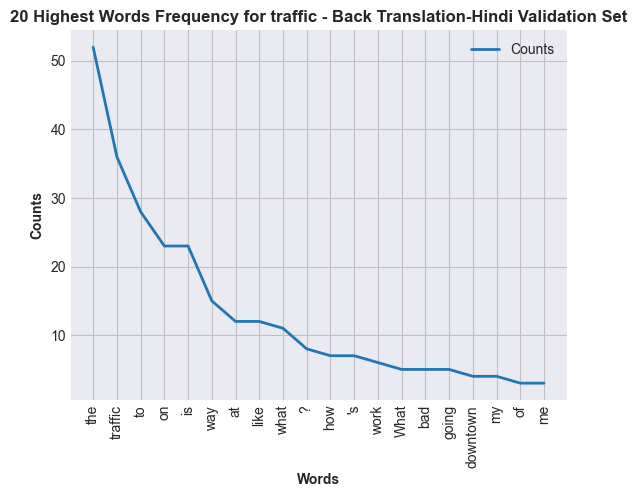 20 Highest Words Frequency for traffic - Back Translation-Hindi Validation Set
Counts
50
40
30
20
10
Counts
the
traffic
to
on
is
way
at
like
what
?
how
's
work
What
bad
going
downtown
my
of
me
Words